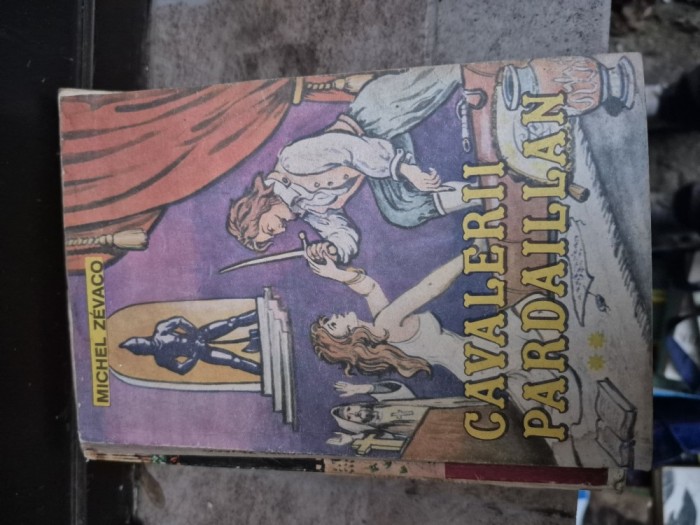 MICHEL ZÉVACO
CAVALERII
PARDAILLAN
**